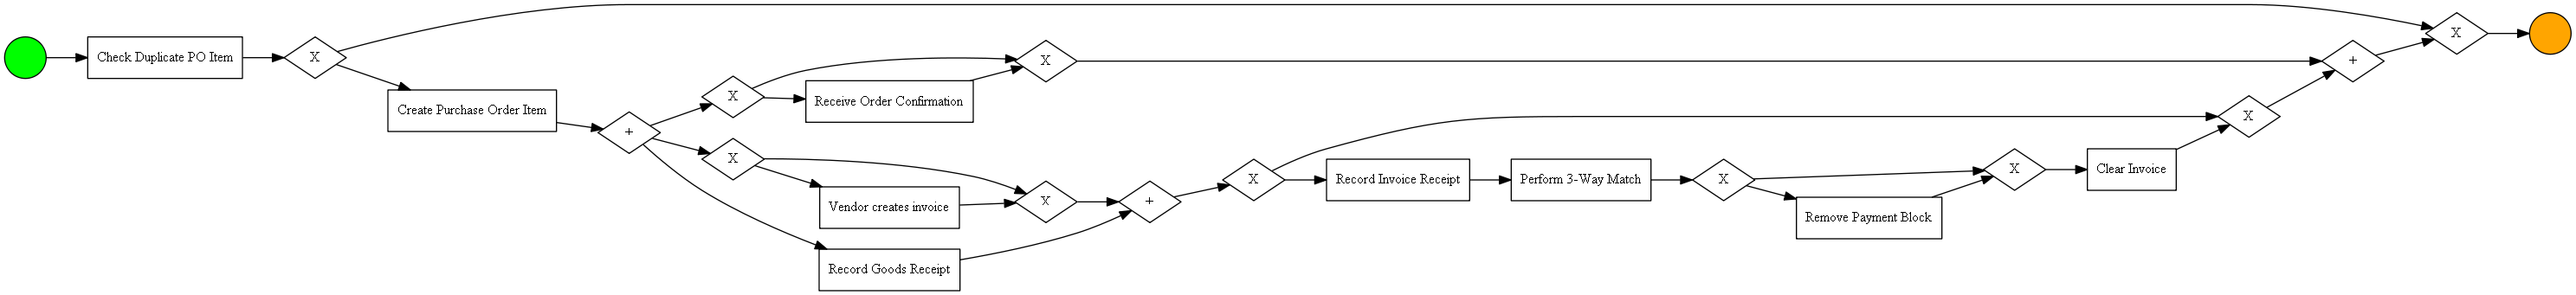 Check Duplicate PO Item
X
Create Purchase Order Item
+
X
Receive Order Confirmation
X
X
Vendor creates invoice
X
Record Goods Receipt
+
X
Record Invoice Receipt
Perform 3-Way Match
X
Remove Payment Block
X
Clear Invoice
X
+
X